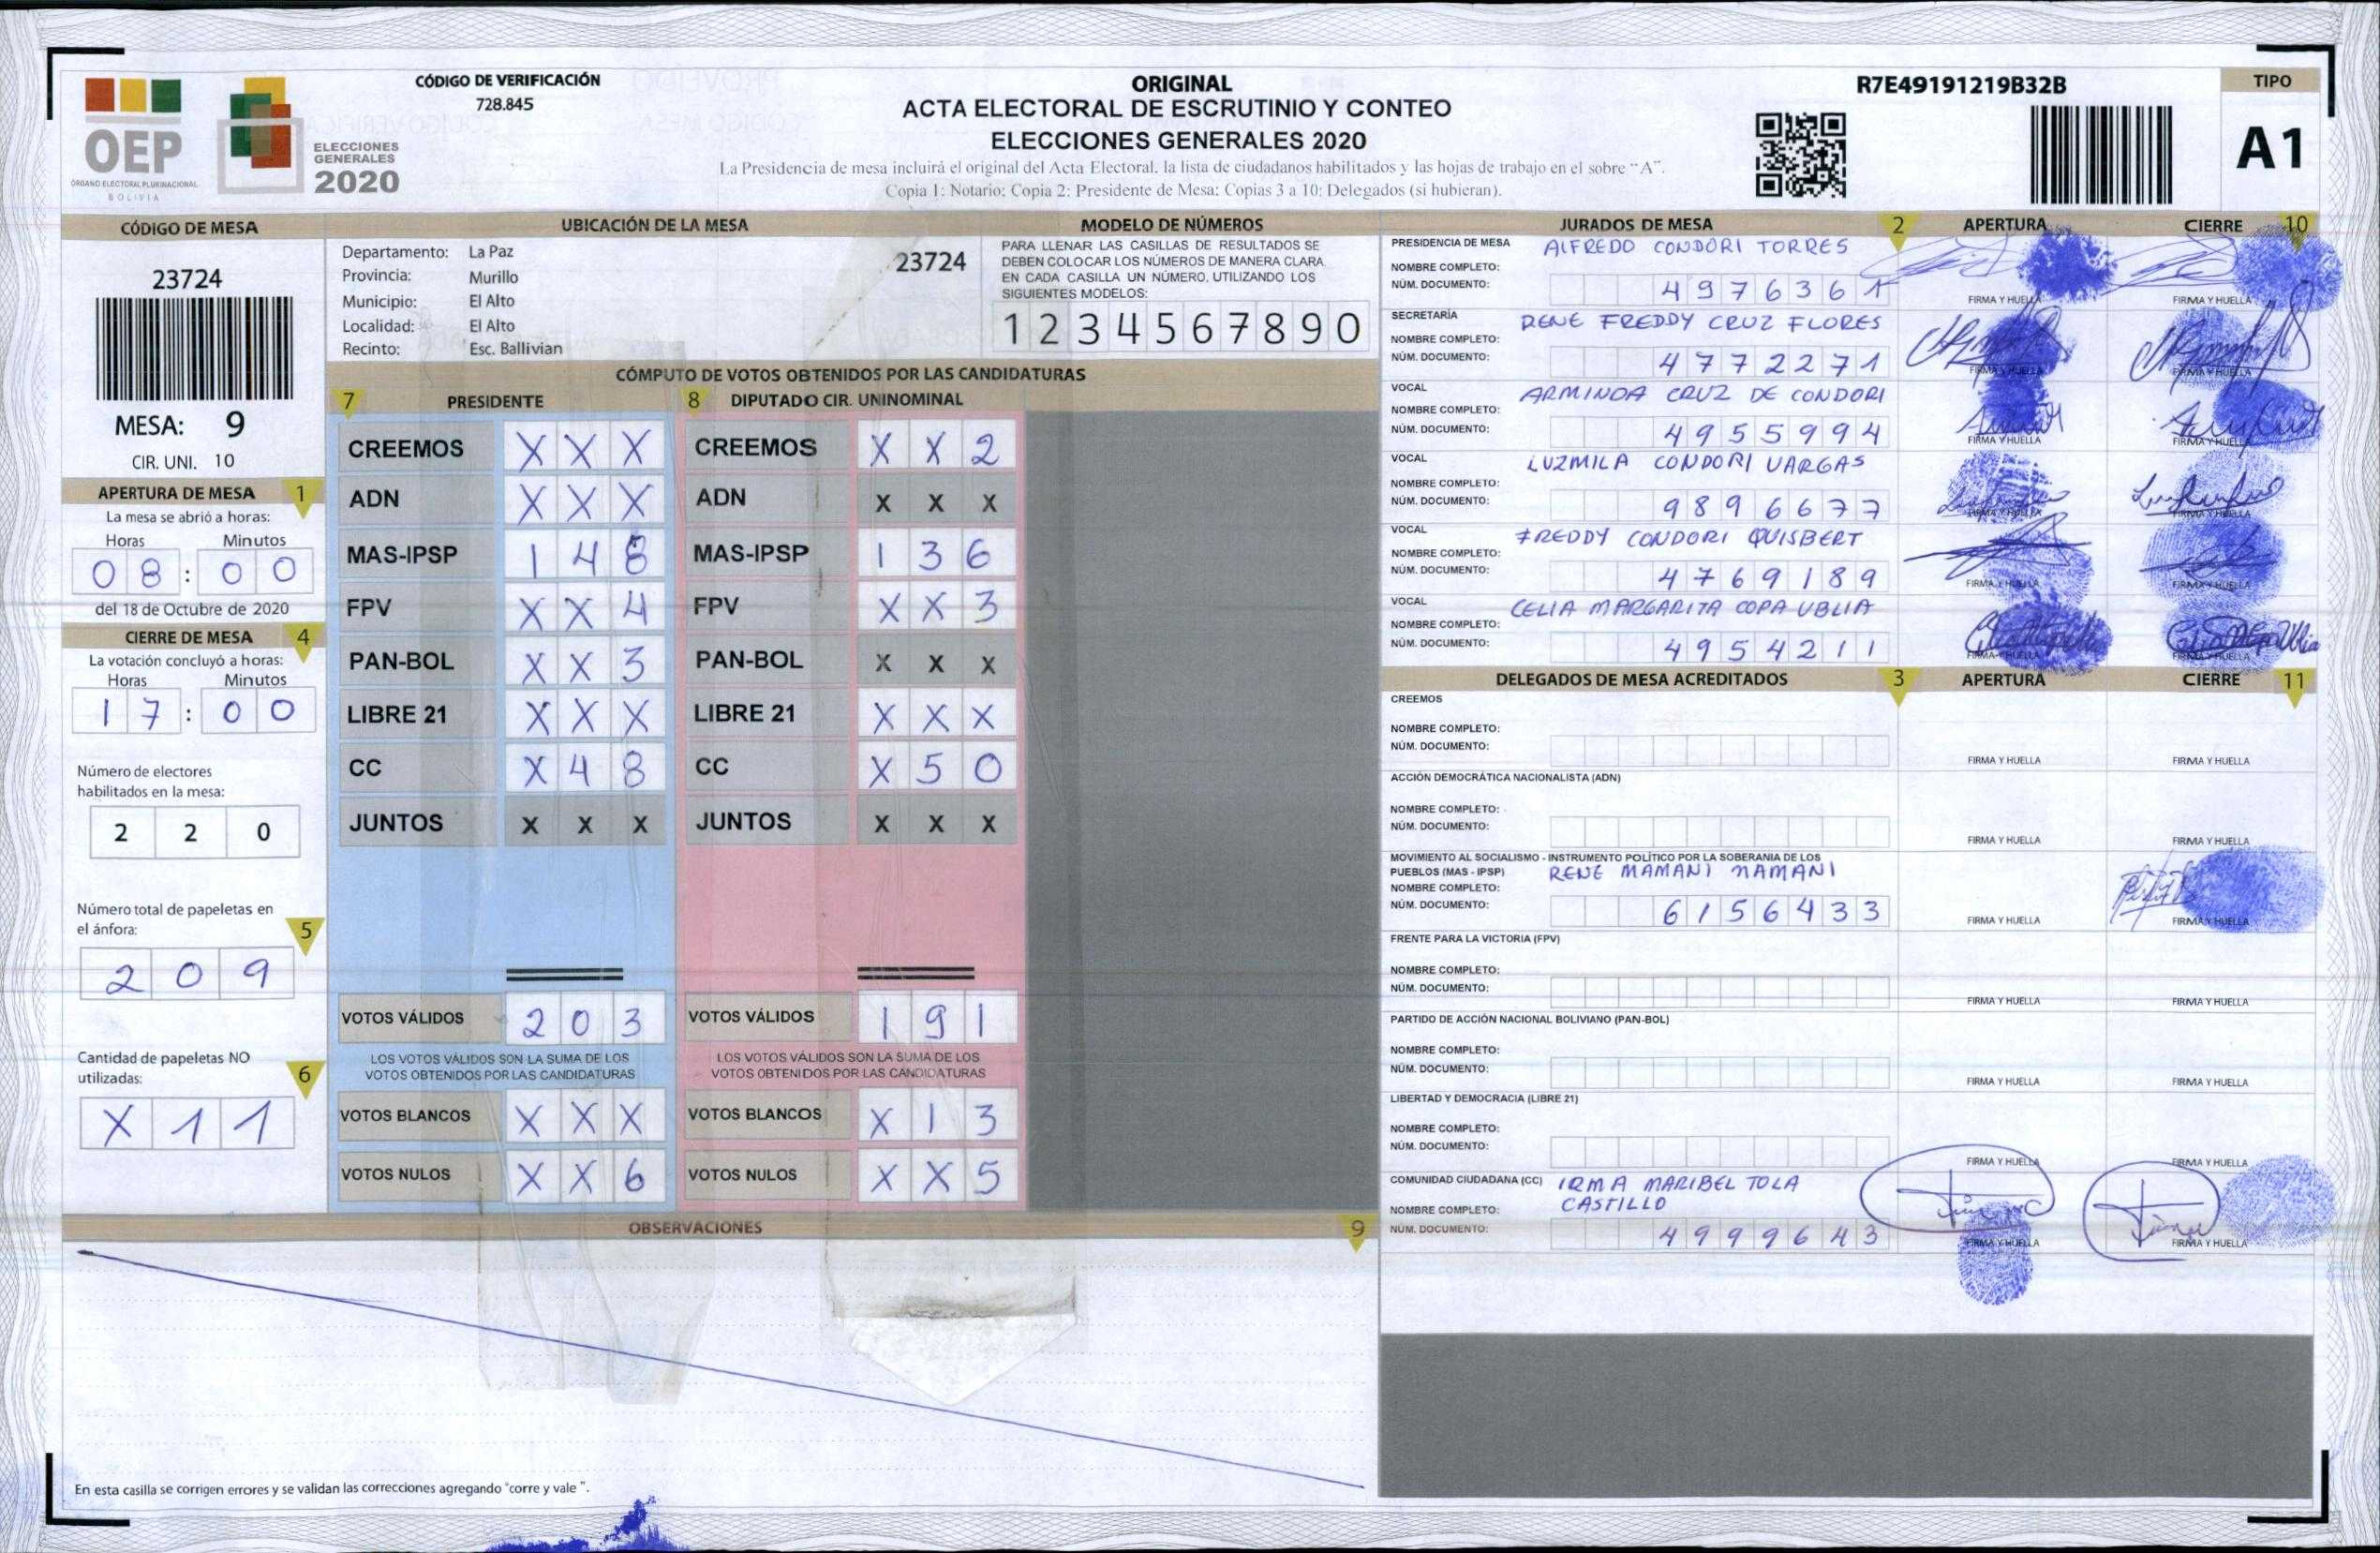 CÓDIGO DE VERIFICACIÓN
728.845
ORIGINAL
ACTA ELECTORAL DE ESCRUTINIO Y CONTEO
ELECCIONES GENERALES 2020
La Presidencia de mesa incluirá el original del Acta Electoral, la lista de ciudadanos habilitados y las hojas de trabajo en el sobre "A".
Copia 1: Notario; Copia 2: Presidente de Mesa; Copias 3 a 10: Delegados (si hubieran).
R7E49191219B32B
TIPO
A1
OEP
ÓRGANO ELECTORAL PLURINACIONAL
BOLIVIA
ELECCIONES
GENERALES
2020
CÓDIGO DE MESA
23724
MESA: 9
CIR. UNI. 10
APERTURA DE MESA 1
La mesa se abrió a horas:
Horas Minutos
0 8 : 0 0
del 18 de Octubre de 2020
CIERRE DE MESA 4
La votación concluyó a horas:
Horas Minutos
1 7 : 0 0
Número de electores
habilitados en la mesa:
2 2 0
Número total de papeletas en
el ánfora: 5
2 0 9
Cantidad de papeletas NO
utilizadas: 6
X 1 1
UBICACIÓN DE LA MESA
Departamento: La Paz
Provincia: Murillo
Municipio: El Alto
Localidad: El Alto
Recinto: Esc. Ballivian
23724
MODELO DE NÚMEROS
PARA LLENAR LAS CASILLAS DE RESULTADOS SE
DEBEN COLOCAR LOS NÚMEROS DE MANERA CLARA.
EN CADA CASILLA UN NÚMERO, UTILIZANDO LOS
SIGUIENTES MODELOS:
1 2 3 4 5 6 7 8 9 0
CÓMPUTO DE VOTOS OBTENIDOS POR LAS CANDIDATURAS
7 PRESIDENTE
CREEMOS X X X
ADN X X X
MAS-IPSP 1 4 8
FPV X X 4
PAN-BOL X X 3
LIBRE 21 X X X
CC X 4 8
JUNTOS X X X
VOTOS VÁLIDOS 2 0 3
LOS VOTOS VÁLIDOS SON LA SUMA DE LOS
VOTOS OBTENIDOS POR LAS CANDIDATURAS
VOTOS BLANCOS X X X
VOTOS NULOS X X 6
8 DIPUTADO CIR. UNINOMINAL
CREEMOS X X 2
ADN X X X
MAS-IPSP 1 3 6
FPV X X 3
PAN-BOL X X X
LIBRE 21 X X X
CC X 5 0
JUNTOS X X X
VOTOS VÁLIDOS 1 9 1
LOS VOTOS VÁLIDOS SON LA SUMA DE LOS
VOTOS OBTENIDOS POR LAS CANDIDATURAS
VOTOS BLANCOS X 1 3
VOTOS NULOS X X 5
OBSERVACIONES 9
En esta casilla se corrigen errores y se validan las correcciones agregando "corre y vale".
JURADOS DE MESA 2 APERTURA CIERRE 10
PRESIDENCIA DE MESA ALFREDO CONDORI TORRES
NOMBRE COMPLETO:
NÚM. DOCUMENTO: 4 9 7 6 3 6 1
FIRMA Y HUELLA FIRMA Y HUELLA
SECRETARÍA RENE FREDDY CRUZ FLORES
NOMBRE COMPLETO:
NÚM. DOCUMENTO: 4 7 7 2 2 7 1
FIRMA Y HUELLA FIRMA Y HUELLA
VOCAL ARMINDA CRUZ DE CONDORI
NOMBRE COMPLETO:
NÚM. DOCUMENTO: 4 9 5 5 9 9 4
FIRMA Y HUELLA FIRMA Y HUELLA
VOCAL LUZMILA CONDORI VARGAS
NOMBRE COMPLETO:
NÚM. DOCUMENTO: 9 8 9 6 6 7 7
FIRMA Y HUELLA FIRMA Y HUELLA
VOCAL FREDDY CONDORI QUISBERT
NOMBRE COMPLETO:
NÚM. DOCUMENTO: 4 7 6 9 1 8 9
FIRMA Y HUELLA FIRMA Y HUELLA
VOCAL CELIA MARGARITA COPA UBLIA
NOMBRE COMPLETO:
NÚM. DOCUMENTO: 4 9 5 4 2 1 1
FIRMA Y HUELLA FIRMA Y HUELLA
DELEGADOS DE MESA ACREDITADOS 3 APERTURA CIERRE 11
CREEMOS
NOMBRE COMPLETO:
NÚM. DOCUMENTO:
FIRMA Y HUELLA FIRMA Y HUELLA
ACCIÓN DEMOCRÁTICA NACIONALISTA (ADN)
NOMBRE COMPLETO:
NÚM. DOCUMENTO:
FIRMA Y HUELLA FIRMA Y HUELLA
MOVIMIENTO AL SOCIALISMO - INSTRUMENTO POLÍTICO POR LA SOBERANIA DE LOS
PUEBLOS (MAS - IPSP) RENE MAMANI MAMANI
NOMBRE COMPLETO:
NÚM. DOCUMENTO: 6 1 5 6 4 3 3
FIRMA Y HUELLA FIRMA Y HUELLA
FRENTE PARA LA VICTORIA (FPV)
NOMBRE COMPLETO:
NÚM. DOCUMENTO:
FIRMA Y HUELLA FIRMA Y HUELLA
PARTIDO DE ACCIÓN NACIONAL BOLIVIANO (PAN-BOL)
NOMBRE COMPLETO:
NÚM. DOCUMENTO:
FIRMA Y HUELLA FIRMA Y HUELLA
LIBERTAD Y DEMOCRACIA (LIBRE 21)
NOMBRE COMPLETO:
NÚM. DOCUMENTO:
FIRMA Y HUELLA FIRMA Y HUELLA
COMUNIDAD CIUDADANA (CC) IRMA MARIBEL TOLA
CASTILLO
NOMBRE COMPLETO:
NÚM. DOCUMENTO: 4 9 9 9 6 4 3
FIRMA Y HUELLA FIRMA Y HUELLA